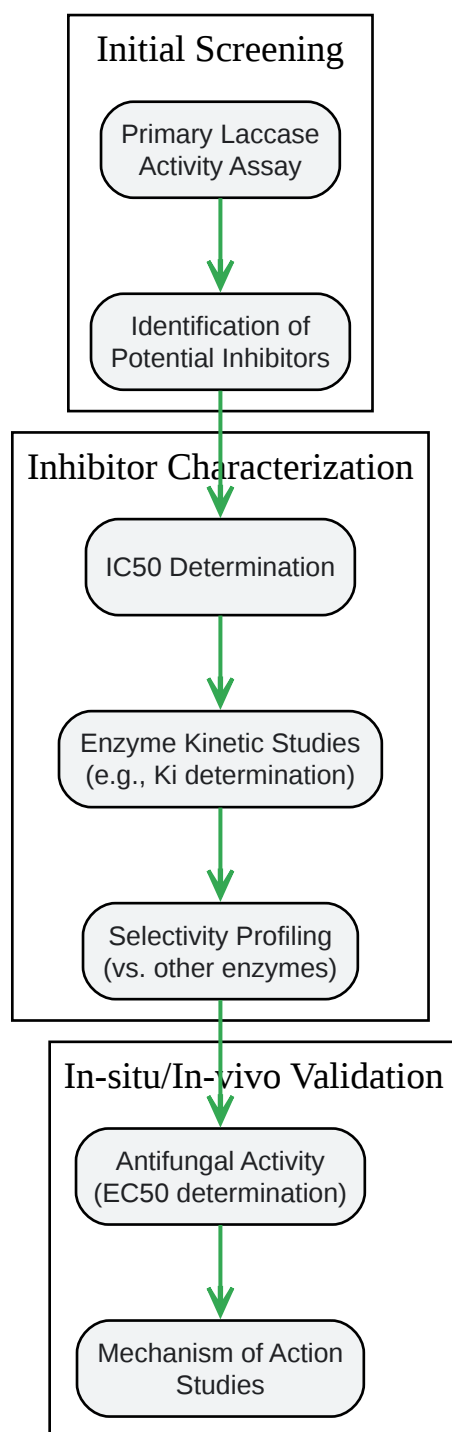 Initial Screening
Primary Laccase
Activity Assay
Identification of
Potential Inhibitors
Inhibitor Characterization
IC50 Determination
Enzyme Kinetic Studies
(e.g., Ki determination)
Selectivity Profiling
(vs. other enzymes)
In-situ/In-vivo Validation
Antifungal Activity
(EC50 determination)
Mechanism of Action
Studies